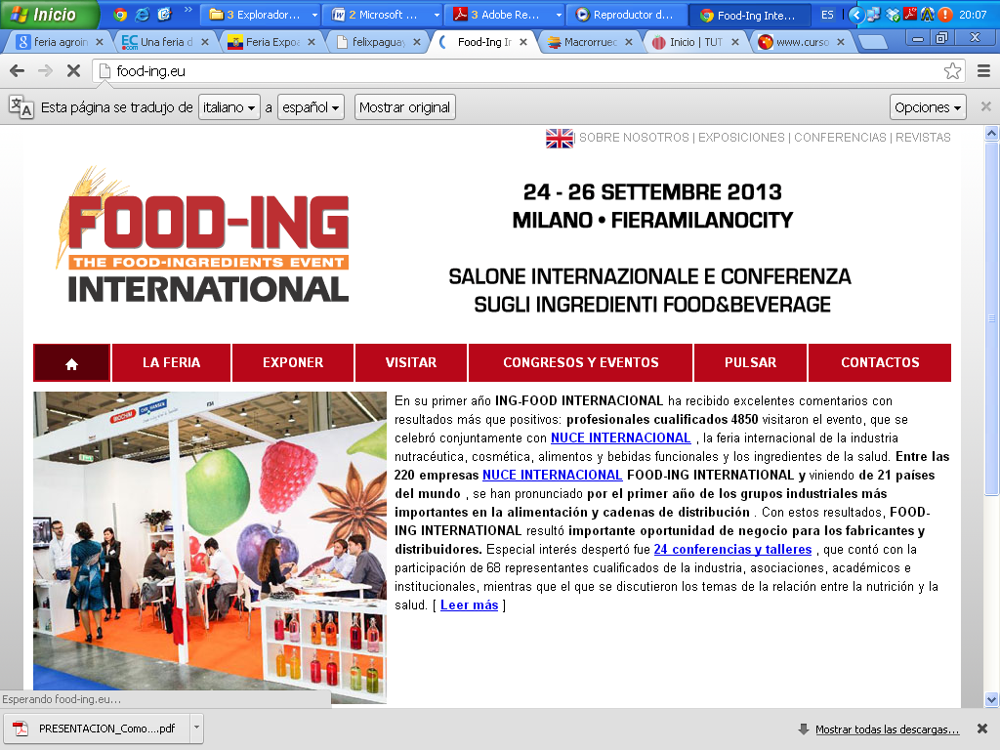 Inicio
3 Explorador...
2 Microsoft ...
3 Adobe Re...
Reproductor d...
Food-Ing Inte...
ES
20:07
feria agroin
Una feria d
Feria Expoa
felixpaguay
Food-Ing In
Macrorruec
Inicio | TUT
www.curso
food-ing.eu
Esta página se tradujo de italiano a español Mostrar original Opciones
SOBRE NOSOTROS | EXPOSICIONES | CONFERENCIAS | REVISTAS
FOOD-ING
THE FOOD-INGREDIENTS EVENT
INTERNATIONAL
24 - 26 SETTEMBRE 2013
MILANO • FIERAMILANOCITY
SALONE INTERNAZIONALE E CONFERENZA
SUGLI INGREDIENTI FOOD&BEVERAGE
LA FERIA
EXPONER
VISITAR
CONGRESOS Y EVENTOS
PULSAR
CONTACTOS
BIOCHIM
CHR. HANSEN
En su primer año ING-FOOD INTERNACIONAL ha recibido excelentes comentarios con
resultados más que positivos: profesionales cualificados 4850 visitaron el evento, que se
celebró conjuntamente con NUCE INTERNACIONAL , la feria internacional de la industria
nutracéutica, cosmética, alimentos y bebidas funcionales y los ingredientes de la salud. Entre las
220 empresas NUCE INTERNACIONAL FOOD-ING INTERNATIONAL y viniendo de 21 países
del mundo , se han pronunciado por el primer año de los grupos industriales más
importantes en la alimentación y cadenas de distribución . Con estos resultados, FOOD-
ING INTERNATIONAL resultó importante oportunidad de negocio para los fabricantes y
distribuidores. Especial interés despertó fue 24 conferencias y talleres , que contó con la
participación de 68 representantes cualificados de la industria, asociaciones, académicos e
institucionales, mientras que el que se discutieron los temas de la relación entre la nutrición y la
salud. [ Leer más ]
Esperando food-ing.eu...
PRESENTACION_Como....pdf
Mostrar todas las descargas...